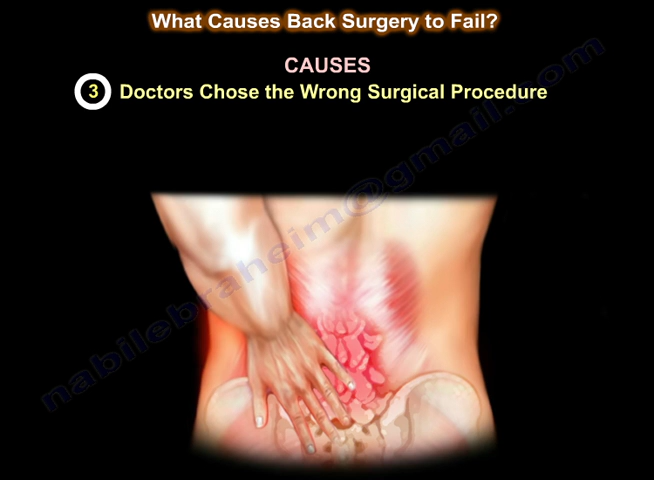 What Causes Back Surgery to Fail?
CAUSES
3 Doctors Chose the Wrong Surgical Procedure
nabilebraheim@gmail.com